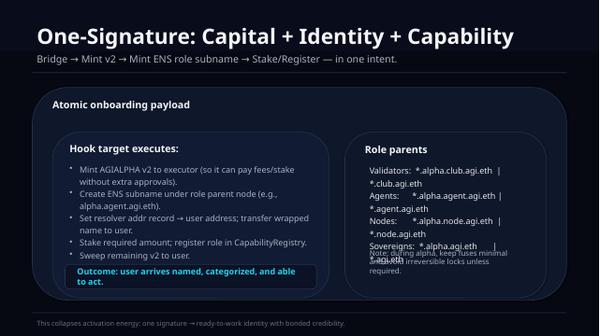 One-Signature: Capital + Identity + Capability
Bridge → Mint v2 → Mint ENS role subname → Stake/Register — in one intent.
Atomic onboarding payload
Hook target executes:
• Mint AGIALPHA v2 to executor (so it can pay fees/stake
without extra approvals).
• Create ENS subname under role parent node (e.g.,
alpha.agent.agi.eth).
• Set resolver addr record → user address; transfer wrapped
name to user.
• Stake required amount; register role in CapabilityRegistry.
• Sweep remaining v2 to user.
Outcome: user arrives named, categorized, and able
to act.
Role parents
Validators: *.alpha.club.agi.eth |
*.club.agi.eth
Agents: *.alpha.agent.agi.eth |
*.agent.agi.eth
Nodes: *.alpha.node.agi.eth |
*.node.agi.eth
Sovereigns: *.alpha.agi.eth |
*.agi.eth
Note: during alpha, keep fuses minimal
and avoid irreversible locks unless
required.
This collapses activation energy: one signature → ready-to-work identity with bonded credibility.